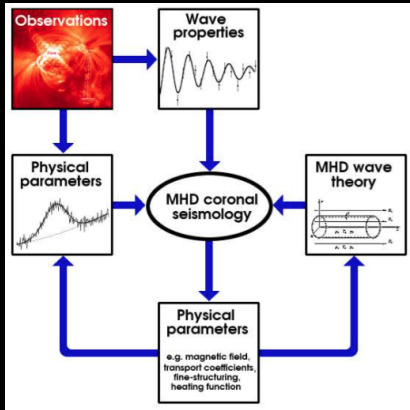 Observations
Wave
properties
Physical
parameters
MHD coronal
seismology
MHD wave
theory
Physical
parameters
e.g. magnetic field,
transport coefficients,
fine-structuring,
heating function